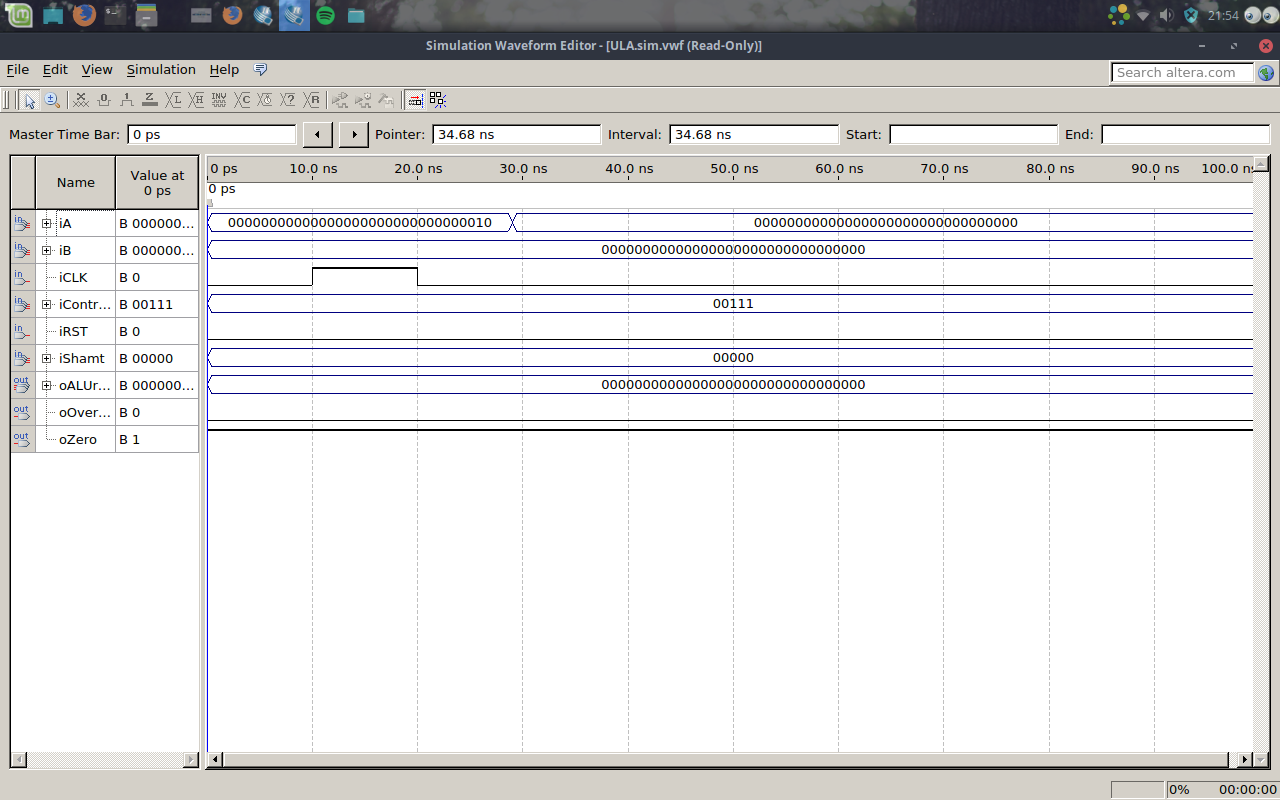 21:54
Simulation Waveform Editor - [ULA.sim.vwf (Read-Only)]
File Edit View Simulation Help
Search altera.com
Master Time Bar: 0 ps Pointer: 34.68 ns Interval: 34.68 ns Start: End:
Name Value at 0 ps
0 ps 10.0 ns 20.0 ns 30.0 ns 40.0 ns 50.0 ns 60.0 ns 70.0 ns 80.0 ns 90.0 ns 100.0 ns
0 ps
iA B 000000... 00000000000000000000000000000010 00000000000000000000000000000000
iB B 000000... 00000000000000000000000000000000
iCLK B 0
iContr... B 00111 00111
iRST B 0
iShamt B 00000 00000
oALUr... B 000000... 00000000000000000000000000000000
oOver... B 0
oZero B 1
0% 00:00:00